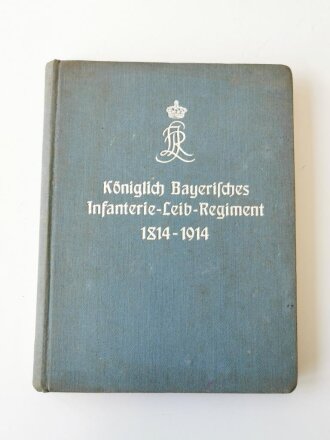 Königlich Bayeriſches
Infanterie-Leib-Regiment
1814-1914